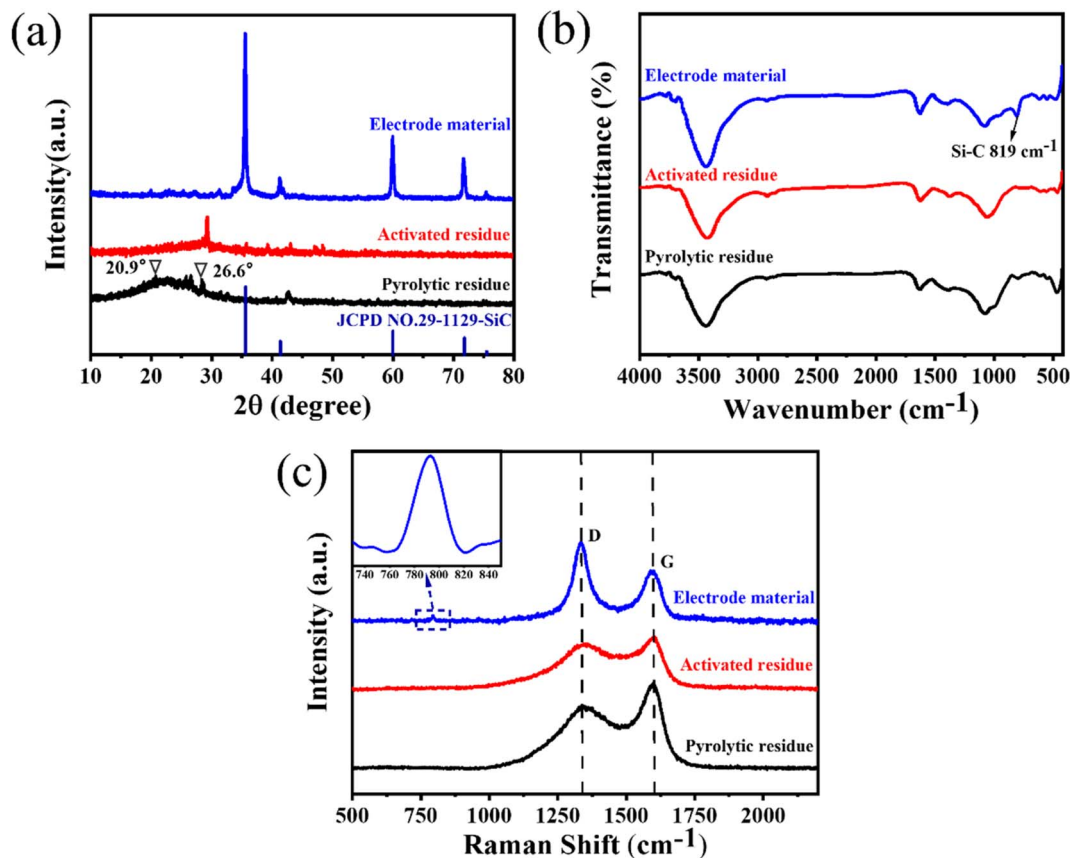 (a)
Intensity(a.u.)
Electrode material
Activated residue
20.9° 26.6°
Pyrolytic residue
JCPD NO.29-1129-SiC
10 20 30 40 50 60 70 80
2θ (degree)
(b)
Transmittance (%)
Electrode material
Si-C 819 cm-1
Activated residue
Pyrolytic residue
4000 3500 3000 2500 2000 1500 1000 500
Wavenumber (cm-1)
(c)
Intensity (a.u.)
740 760 780 800 820 840
D
G
Electrode material
Activated residue
Pyrolytic residue
500 750 1000 1250 1500 1750 2000
Raman Shift (cm-1)